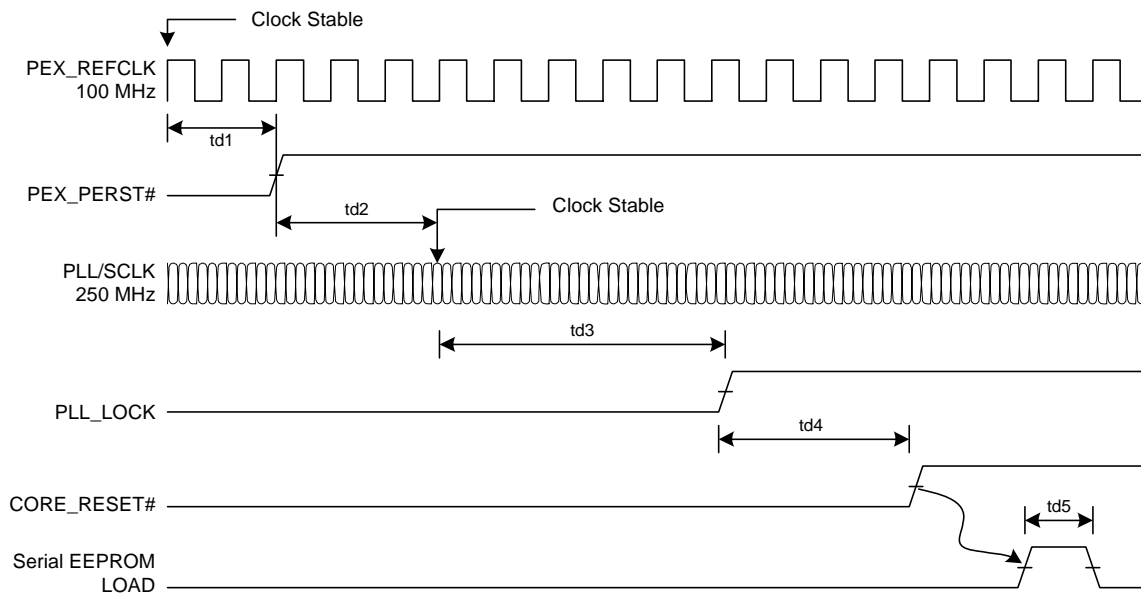 Clock Stable
PEX_REFCLK
100 MHz
td1
PEX_PERST#
td2
Clock Stable
PLL/SCLK
250 MHz
td3
PLL_LOCK
td4
CORE_RESET#
td5
Serial EEPROM
LOAD